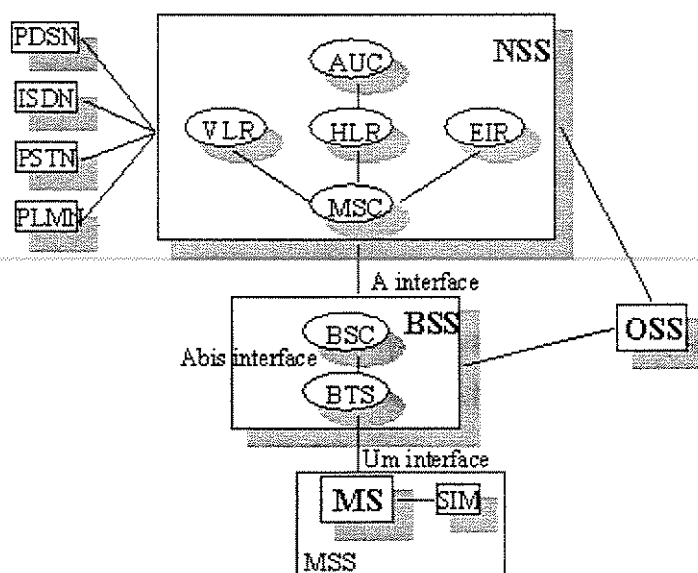 PDSN
ISDN
PSTN
PLMN
NSS
AUC
VLR
HLR
EIR
MSC
A interface
BSS
BSC
Abis interface
BTS
OSS
Um interface
MS
SIM
MSS